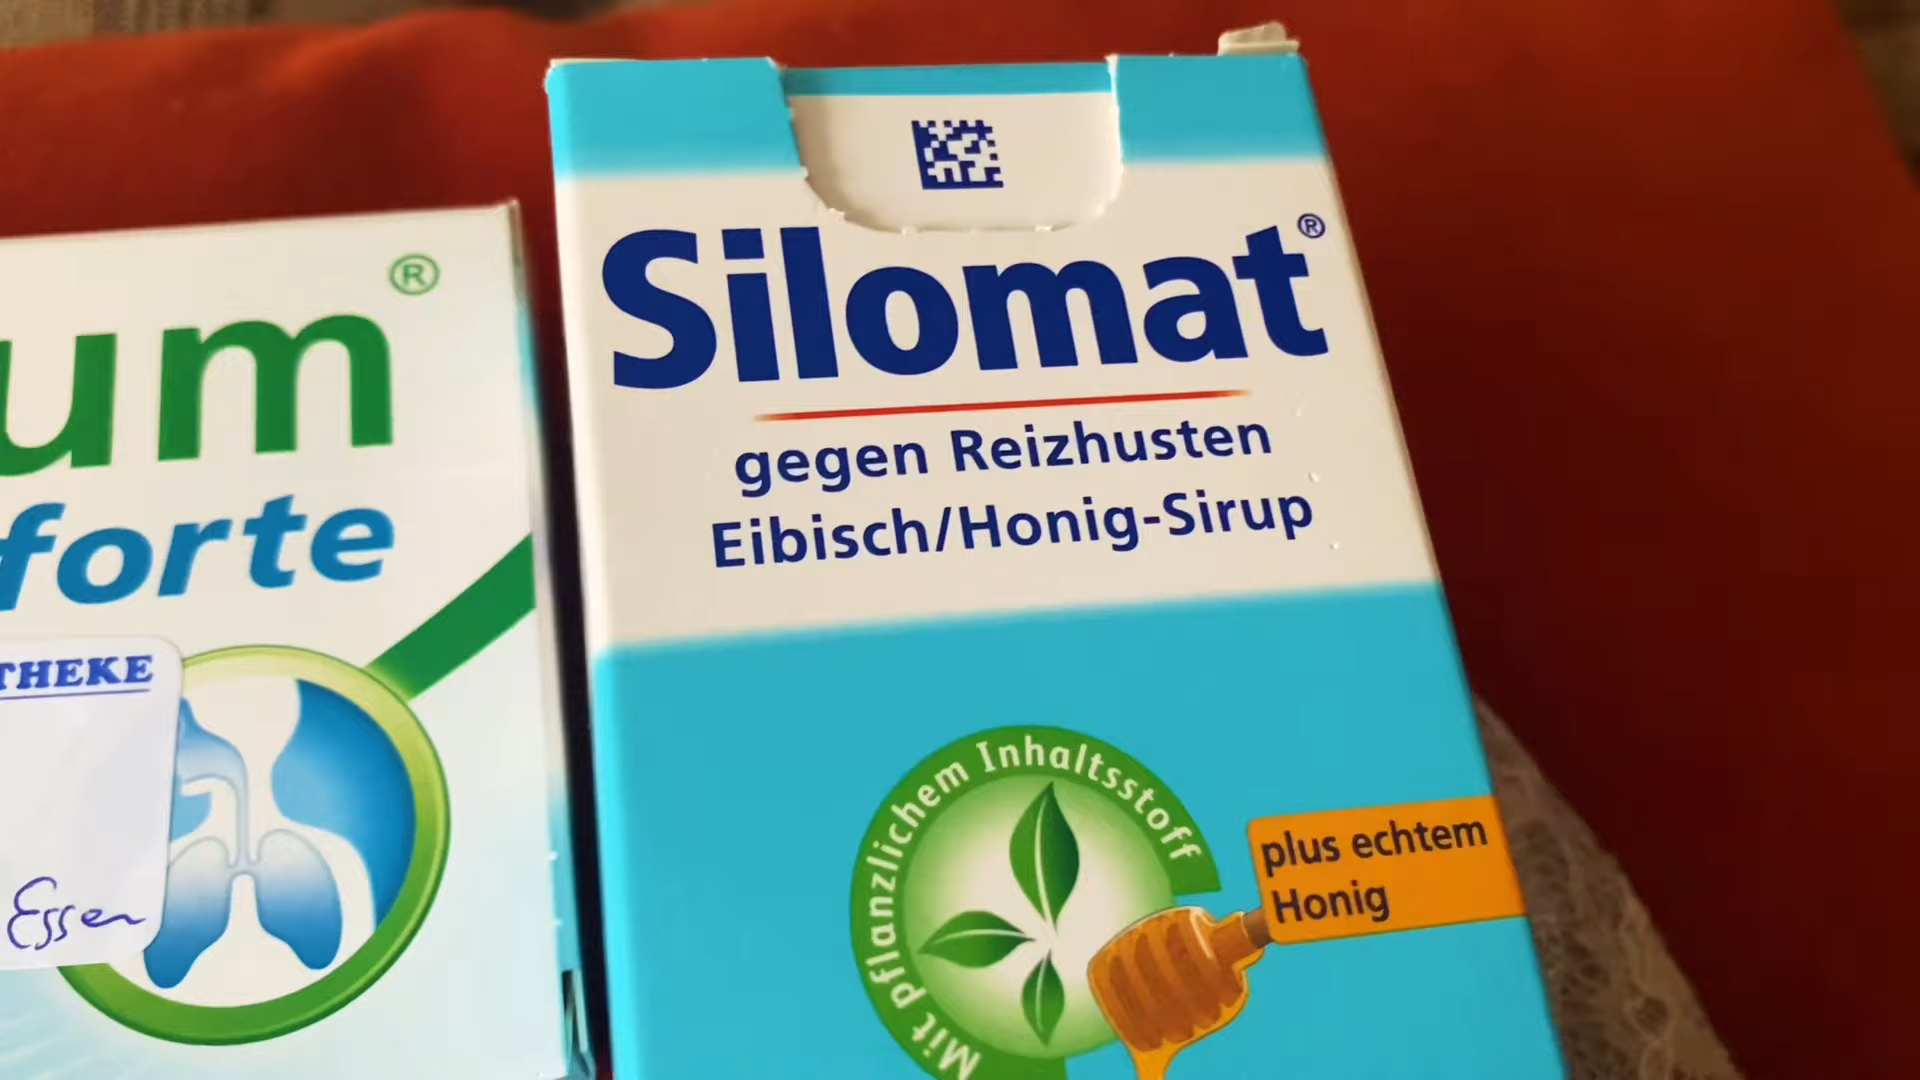 um®
forte
THEKE
Essen
Silomat®
gegen Reizhusten
Eibisch/Honig-Sirup
Mit pflanzlichem Inhaltsstoff
plus echtem
Honig